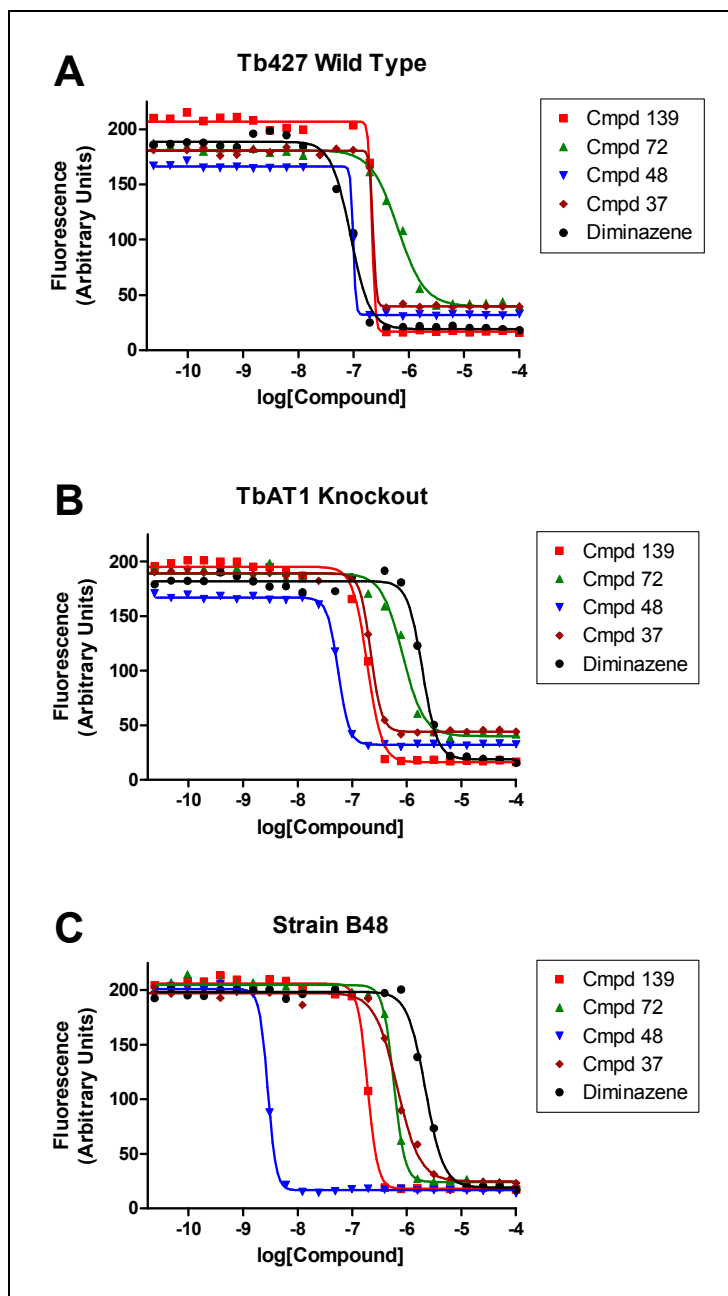 A
Tb427 Wild Type
200
150
100
50
0
Fluorescence
(Arbitrary Units)
-10 -9 -8 -7 -6 -5 -4
log[Compound]
Cmpd 139
Cmpd 72
Cmpd 48
Cmpd 37
Diminazene
B
TbAT1 Knockout
200
150
100
50
0
Fluorescence
(Arbitrary Units)
-10 -9 -8 -7 -6 -5 -4
log[Compound]
Cmpd 139
Cmpd 72
Cmpd 48
Cmpd 37
Diminazene
C
Strain B48
200
150
100
50
0
Fluorescence
(Arbitrary Units)
-10 -9 -8 -7 -6 -5 -4
log[Compound]
Cmpd 139
Cmpd 72
Cmpd 48
Cmpd 37
Diminazene